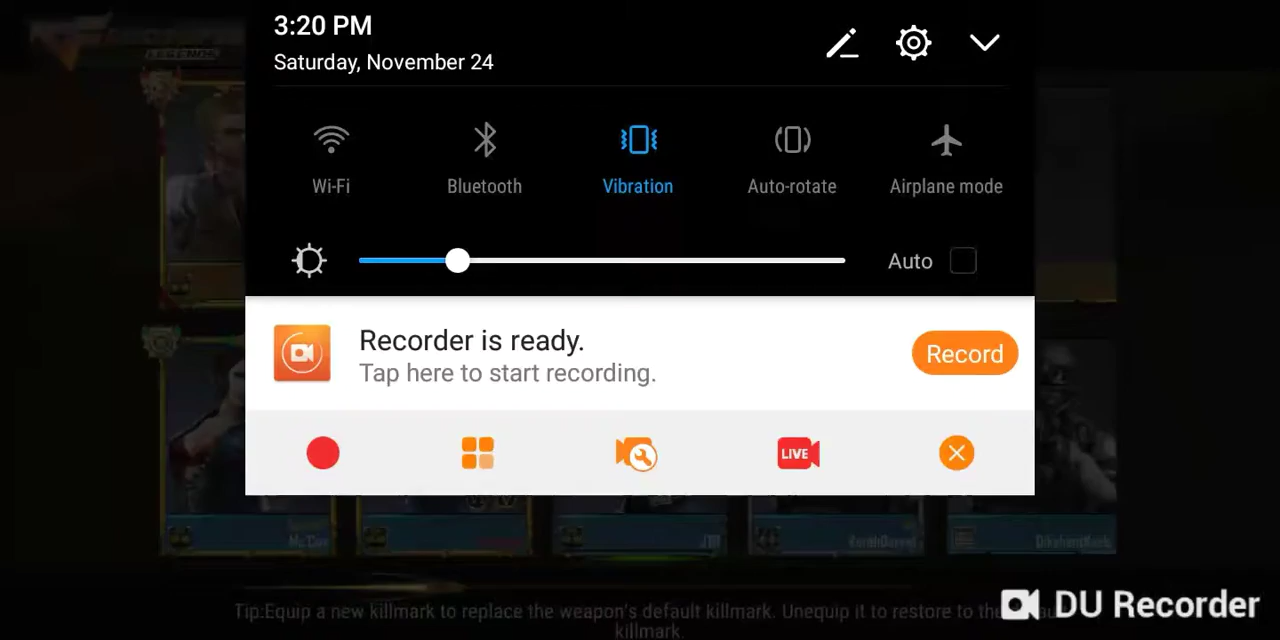 3:20 PM
Saturday, November 24
LEGENDS
Wi-Fi
Bluetooth
Vibration
Auto-rotate
Airplane mode
Auto
Recorder is ready.
Tap here to start recording.
Record
LIVE
Tip:Equip a new killmark to replace the weapon's default killmark. Unequip it to restore to the
killmark.
DU Recorder